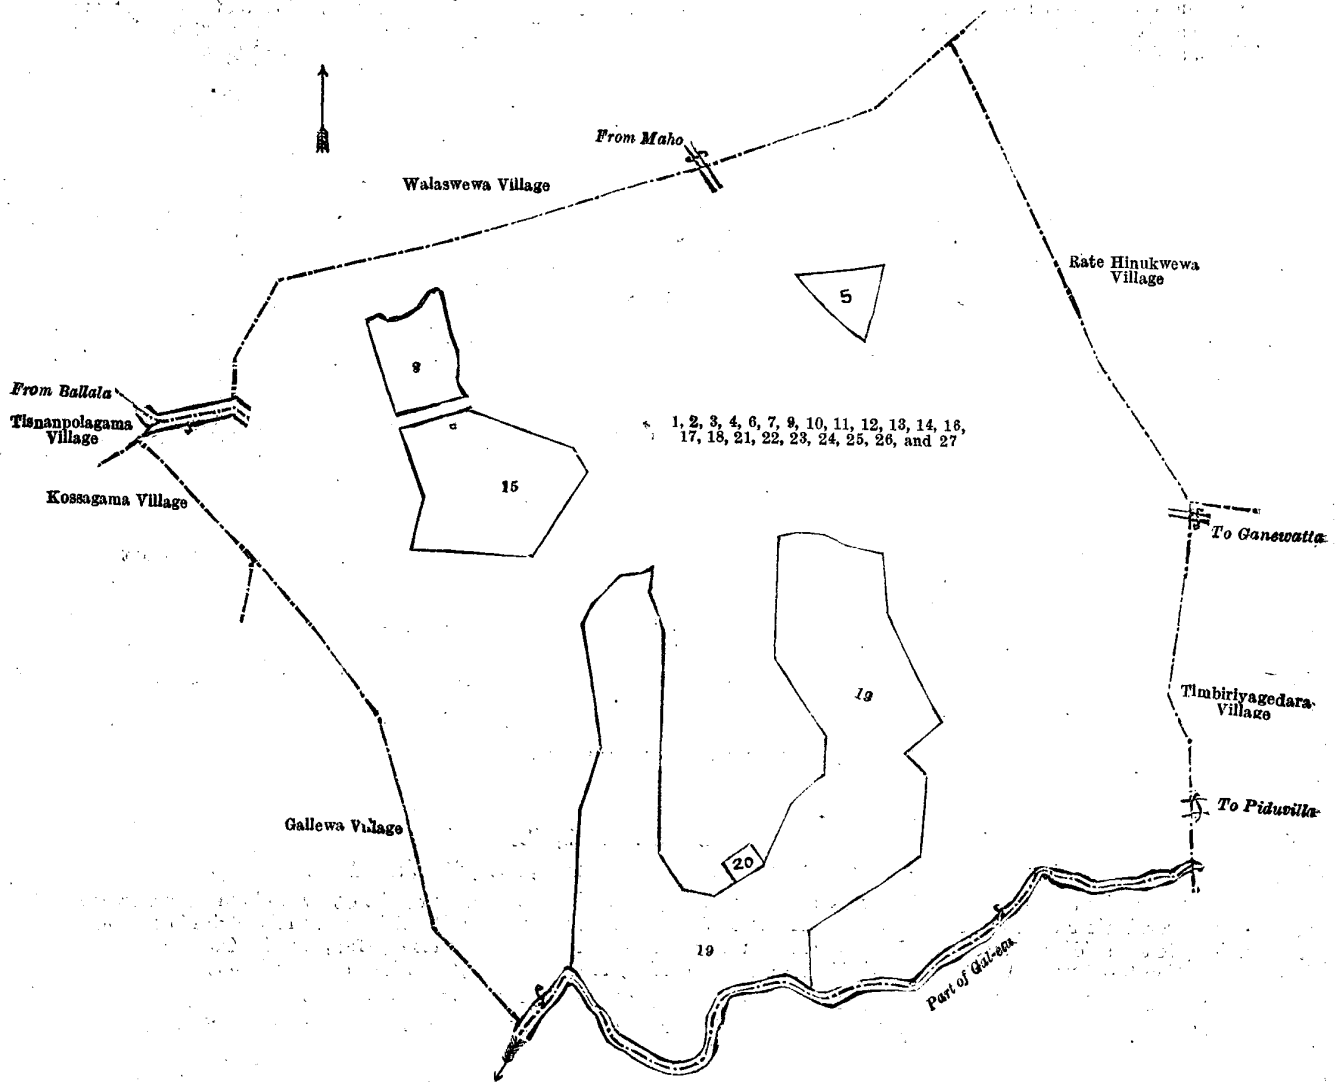 From Maho
Walaswewa Village
Rate Hinukwewa
Village
5
8
From Ballala
Tisnanpolagama
Village
1, 2, 3, 4, 6, 7, 9, 10, 11, 12, 13, 14, 16,
17, 18, 21, 22, 23, 24, 25, 26, and 27
15
Kossagama Village
To Ganewatta
19
Timbiriyagedara
Village
To Piduvilla
Gallewa Village
20
19
Part of Gal-ela